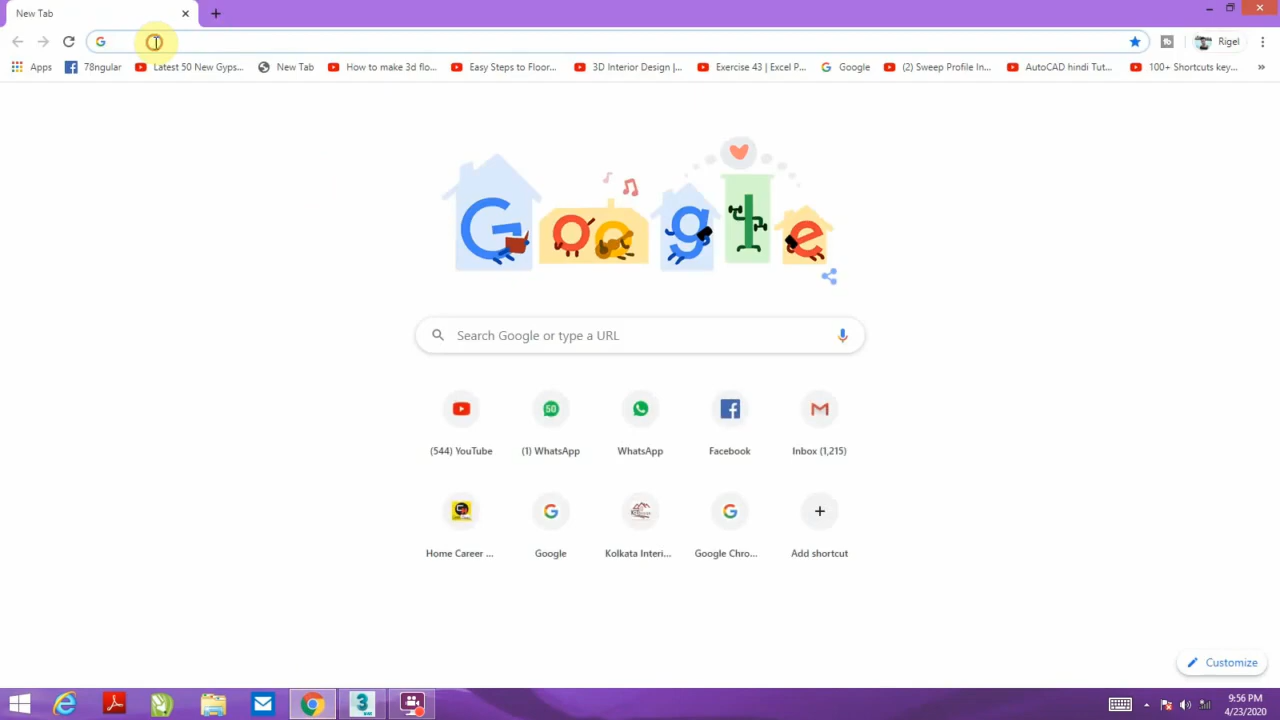 New Tab
Rigel
Apps
78ngular
Latest 50 New Gyps...
New Tab
How to make 3d flo...
Easy Steps to Floor...
3D Interior Design |...
Exercise 43 | Excel P...
Google
(2) Sweep Profile In...
AutoCAD hindi Tut...
100+ Shortcuts key...
»
Google
Search Google or type a URL
50
(544) YouTube
(1) WhatsApp
WhatsApp
Facebook
Inbox (1,215)
Home Career ...
Google
Kolkata Interi...
Google Chro...
Add shortcut
Customize
9:56 PM
4/23/2020